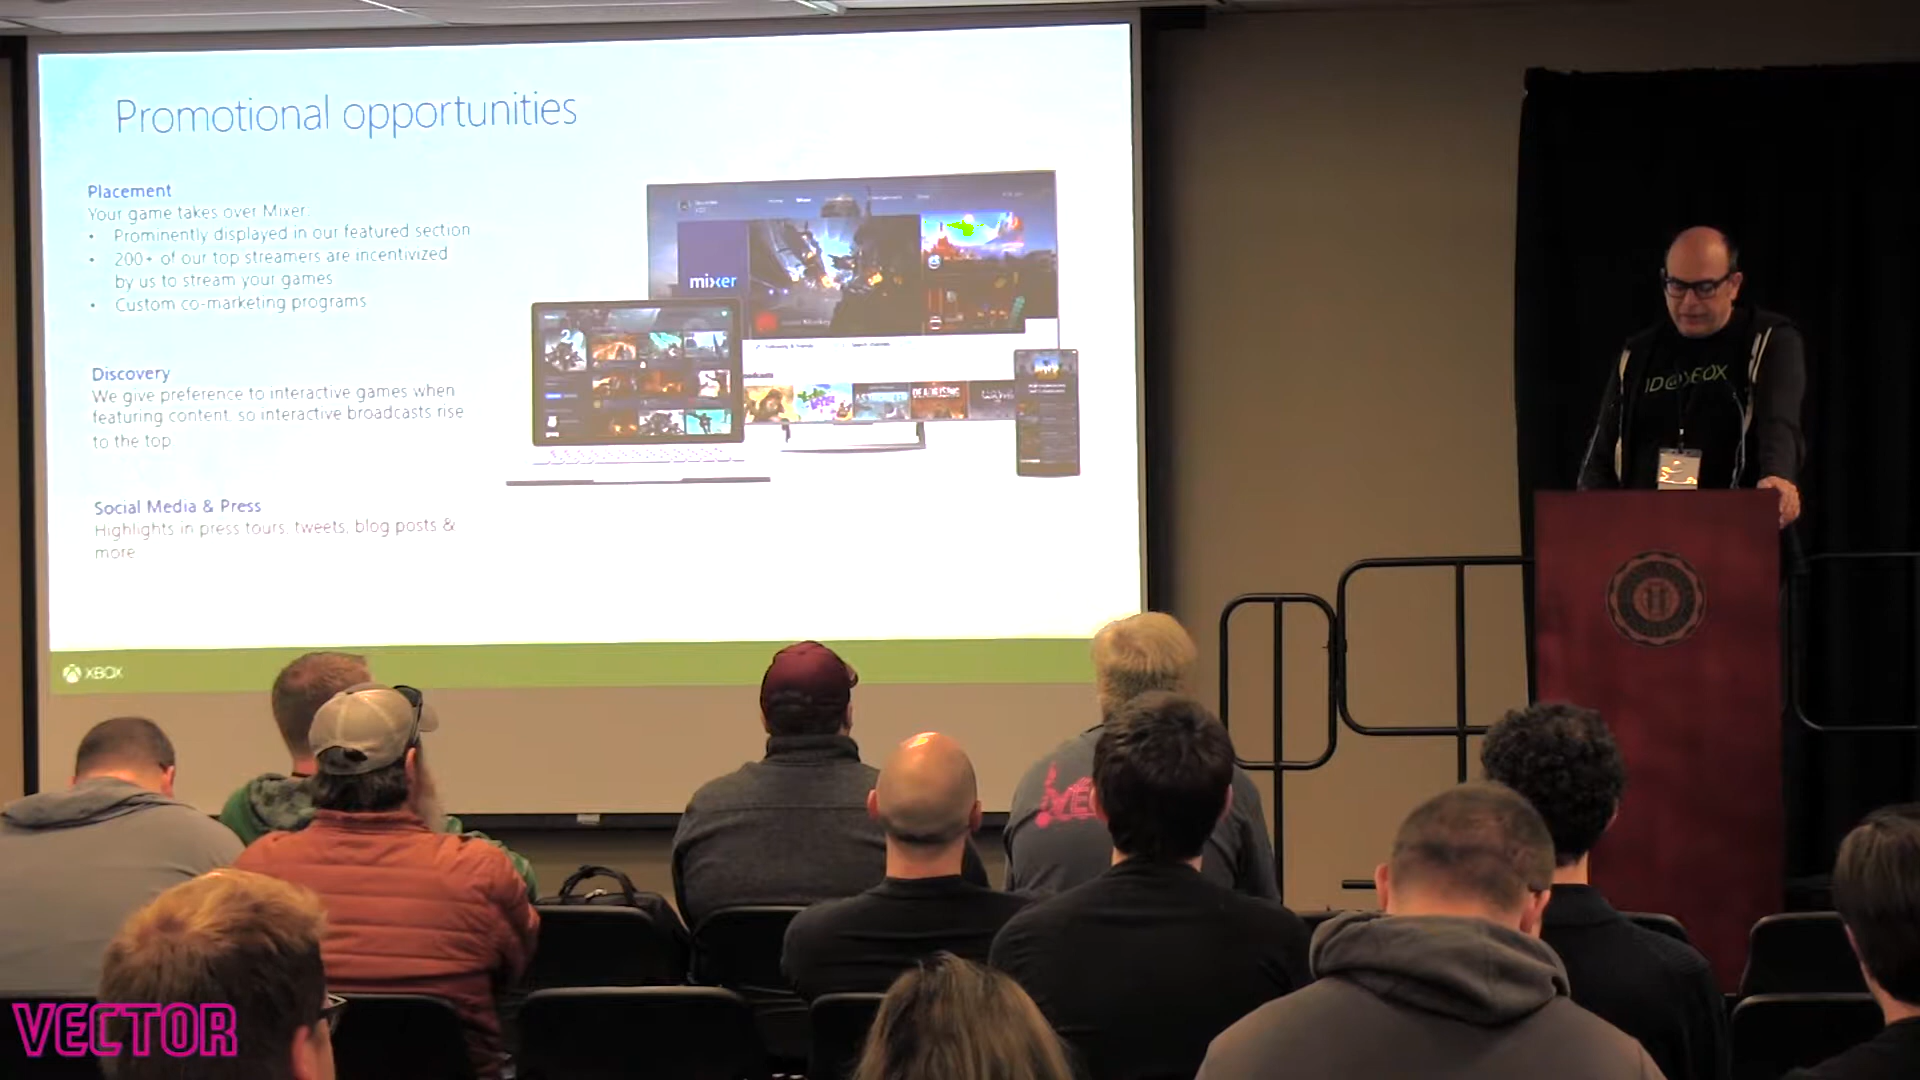 Promotional opportunities
Placement
Your game takes over Mixer:
• Prominently displayed in our featured section
• 200+ of our top streamers are incentivized
by us to stream your games
• Custom co-marketing programs
Discovery
We give preference to interactive games when
featuring content, so interactive broadcasts rise
to the top
Social Media & Press
Highlights in press tours, tweets, blog posts &
more
mixer
ASTRONEER
DEADRISING
XBOX
ID@XBOX
VECTOR